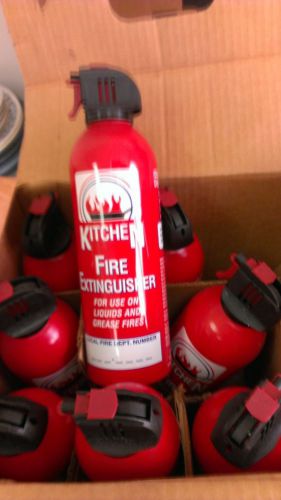 KITCHEN
FIRE
EXTINGUISHER
FOR USE ON
LIQUIDS AND
GREASE FIRES
LOCAL FIRE DEPT. NUMBER